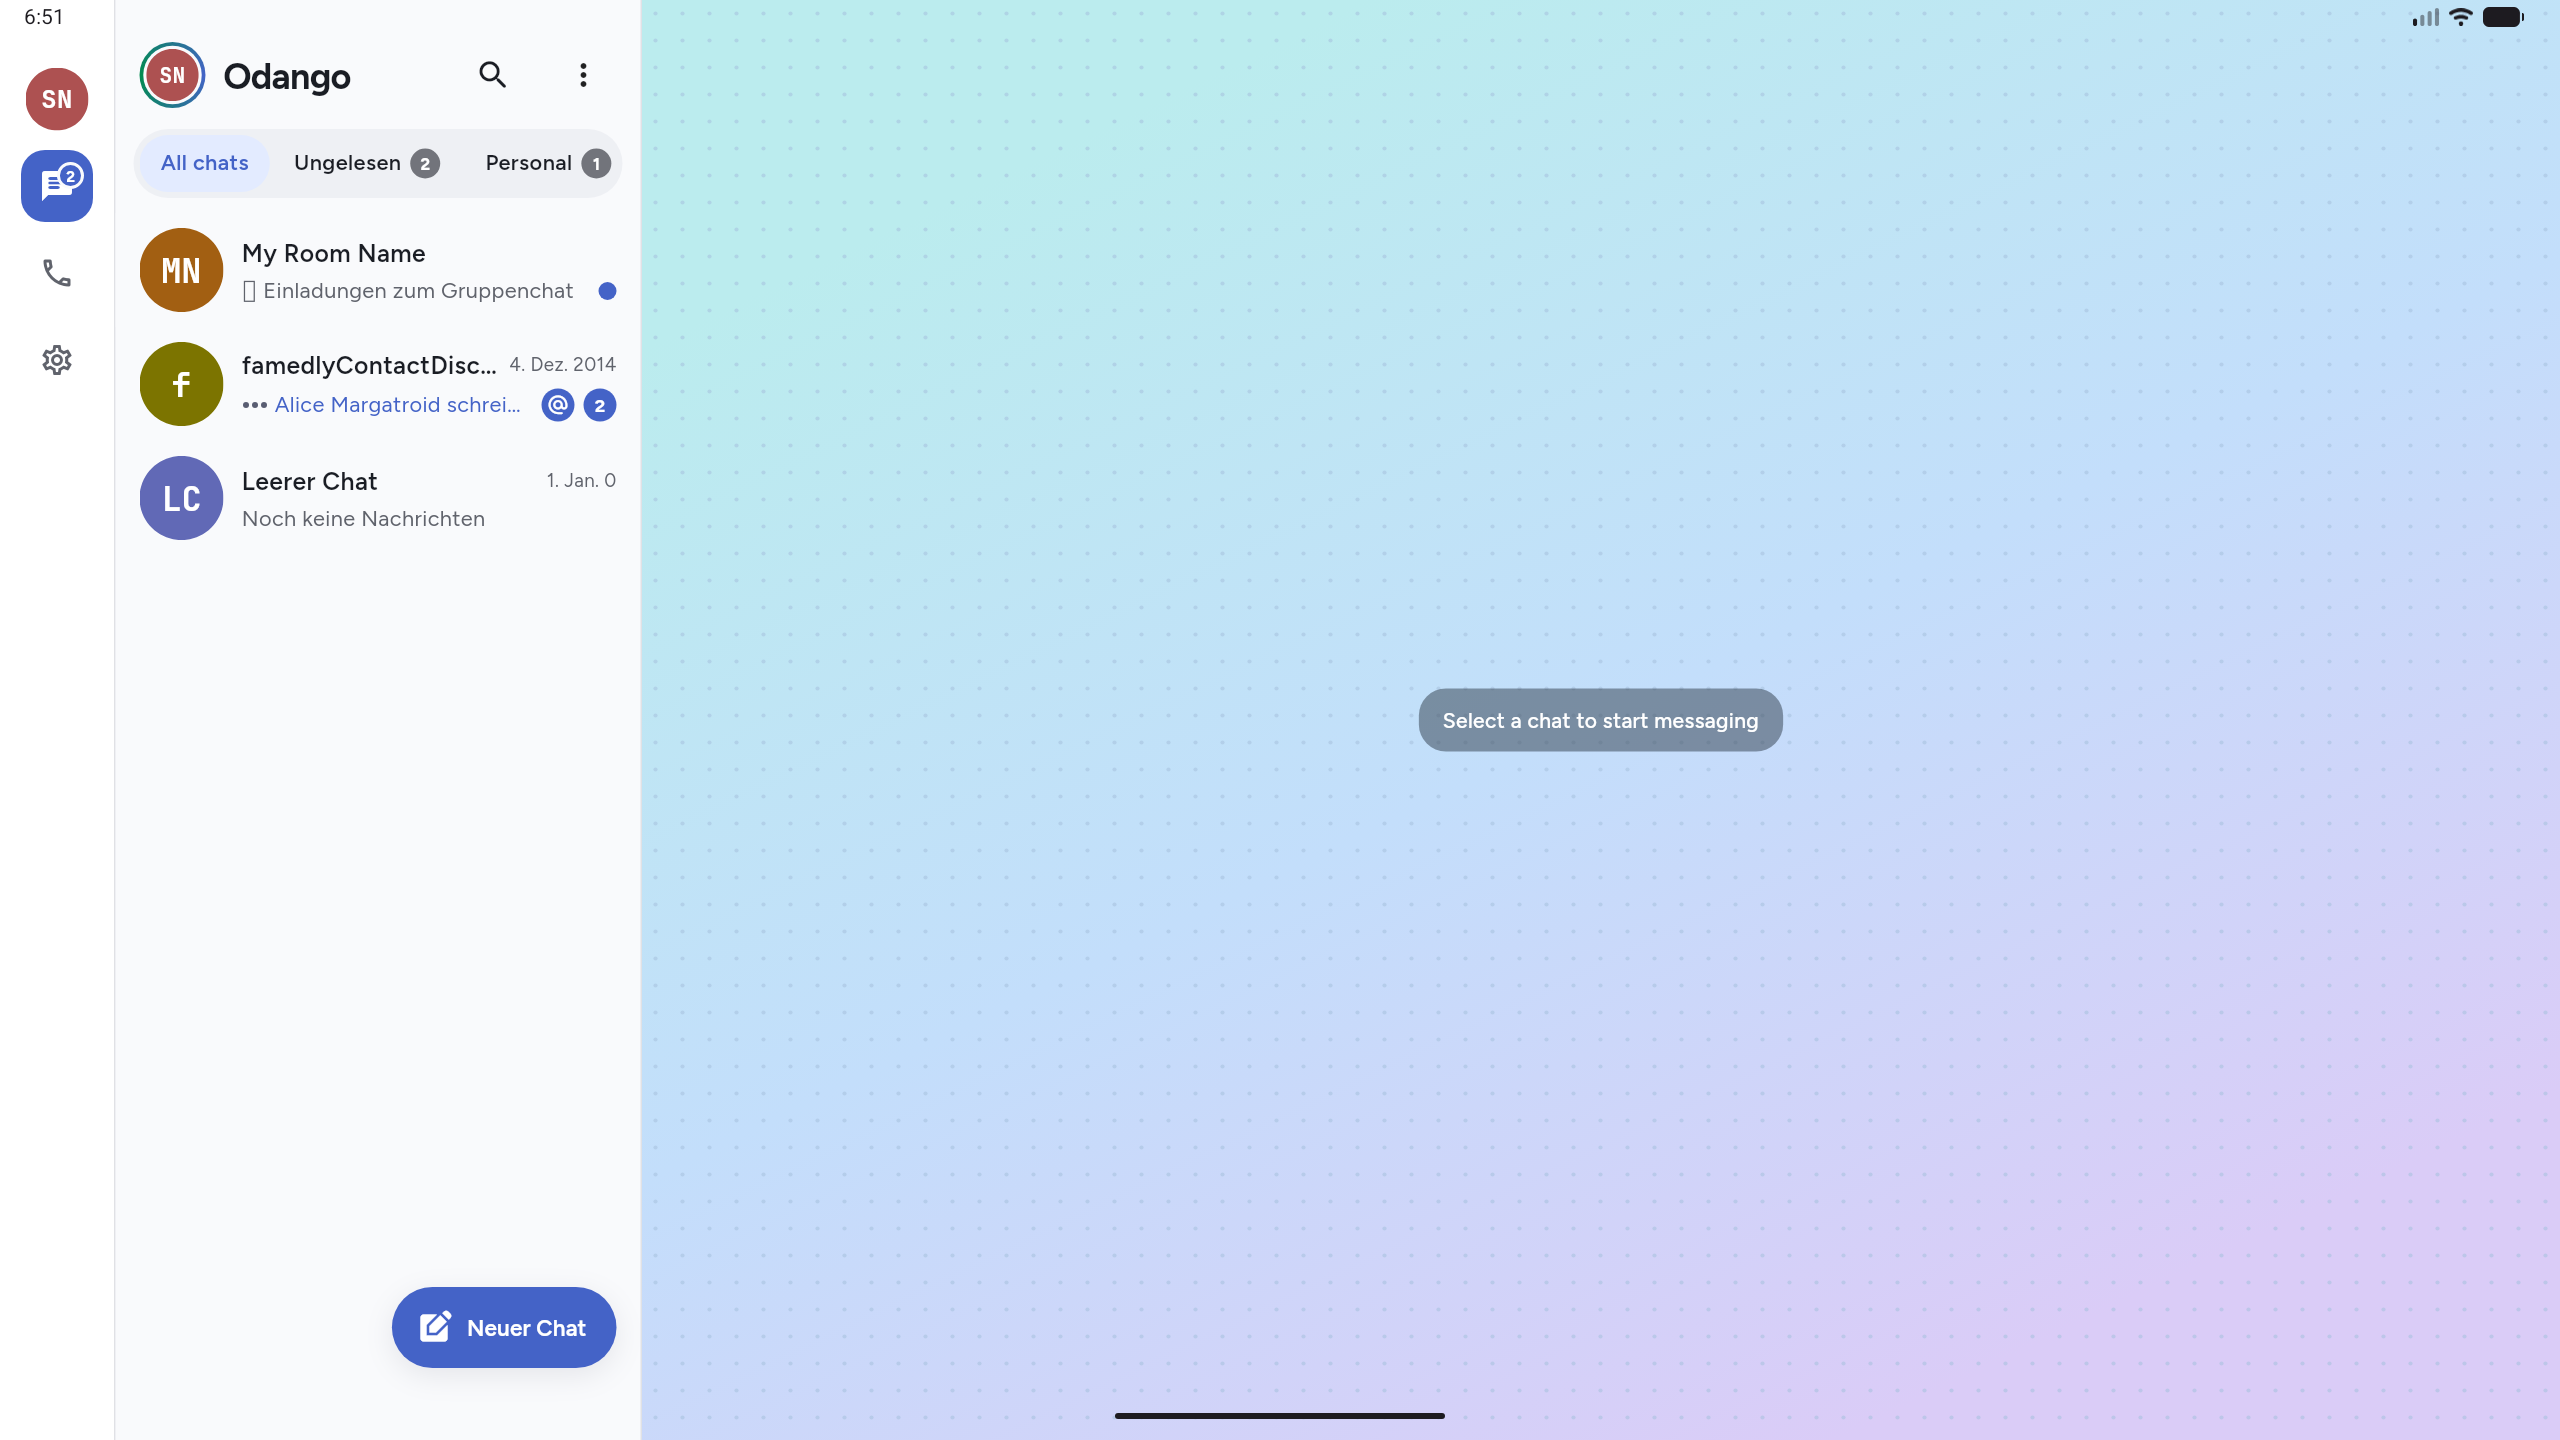 6:51
SN
SN
Odango
All chats
Ungelesen 2
Personal 1
2
MN
My Room Name
Einladungen zum Gruppenchat
f
famedlyContactDisc...
4. Dez. 2014
Alice Margatroid schrei...
@ 2
LC
Leerer Chat
1. Jan. 0
Noch keine Nachrichten
Select a chat to start messaging
Neuer Chat